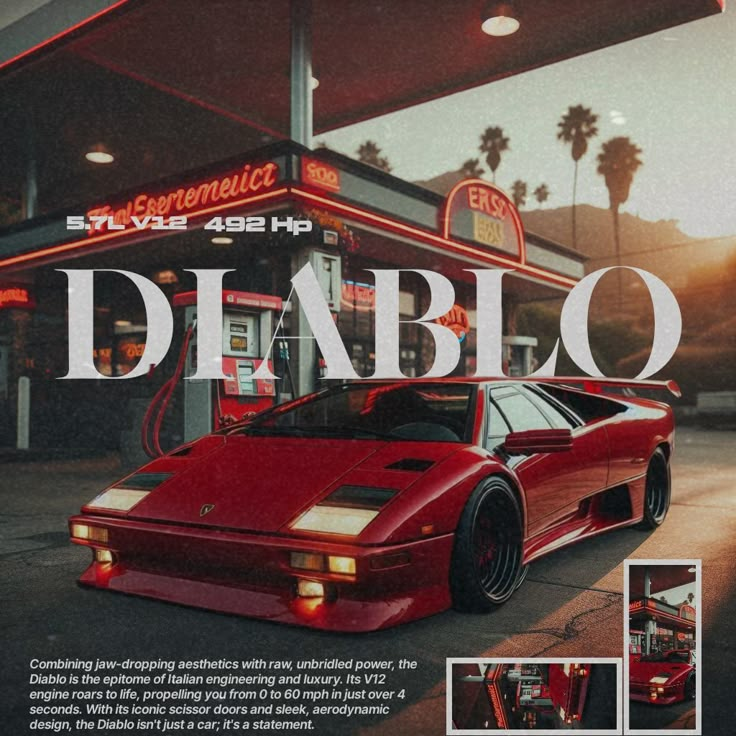 5.7L V12 492 Hp
DIABLO
Combining jaw-dropping aesthetics with raw, unbridled power, the
Diablo is the epitome of Italian engineering and luxury. Its V12
engine roars to life, propelling you from 0 to 60 mph in just over 4
seconds. With its iconic scissor doors and sleek, aerodynamic
design, the Diablo isn't just a car; it's a statement.